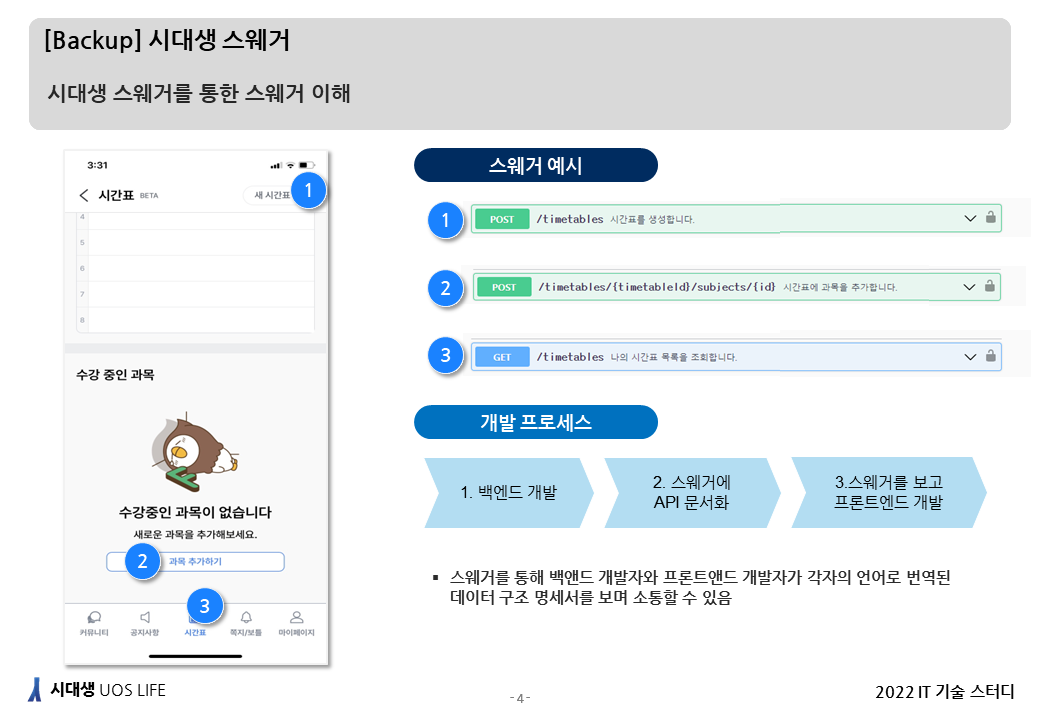 [Backup] 시대생 스웨거
시대생 스웨거를 통한 스웨거 이해
3:31
시간표 BETA
새 시간표
1
4
5
6
7
8
수강 중인 과목
수강중인 과목이 없습니다
새로운 과목을 추가해보세요.
2
과목 추가하기
3
커뮤니티
공지사항
시간표
쪽지/보틀
마이페이지
스웨거 예시
1
POST /timetables 시간표를 생성합니다.
2
POST /timetables/{timetableId}/subjects/{id} 시간표에 과목을 추가합니다.
3
GET /timetables 나의 시간표 목록을 조회합니다.
개발 프로세스
1. 백엔드 개발
2. 스웨거에
API 문서화
3.스웨거를 보고
프론트엔드 개발
▪ 스웨거를 통해 백앤드 개발자와 프론트앤드 개발자가 각자의 언어로 번역된
데이터 구조 명세서를 보며 소통할 수 있음
시대생 UOS LIFE
- 4 -
2022 IT 기술 스터디